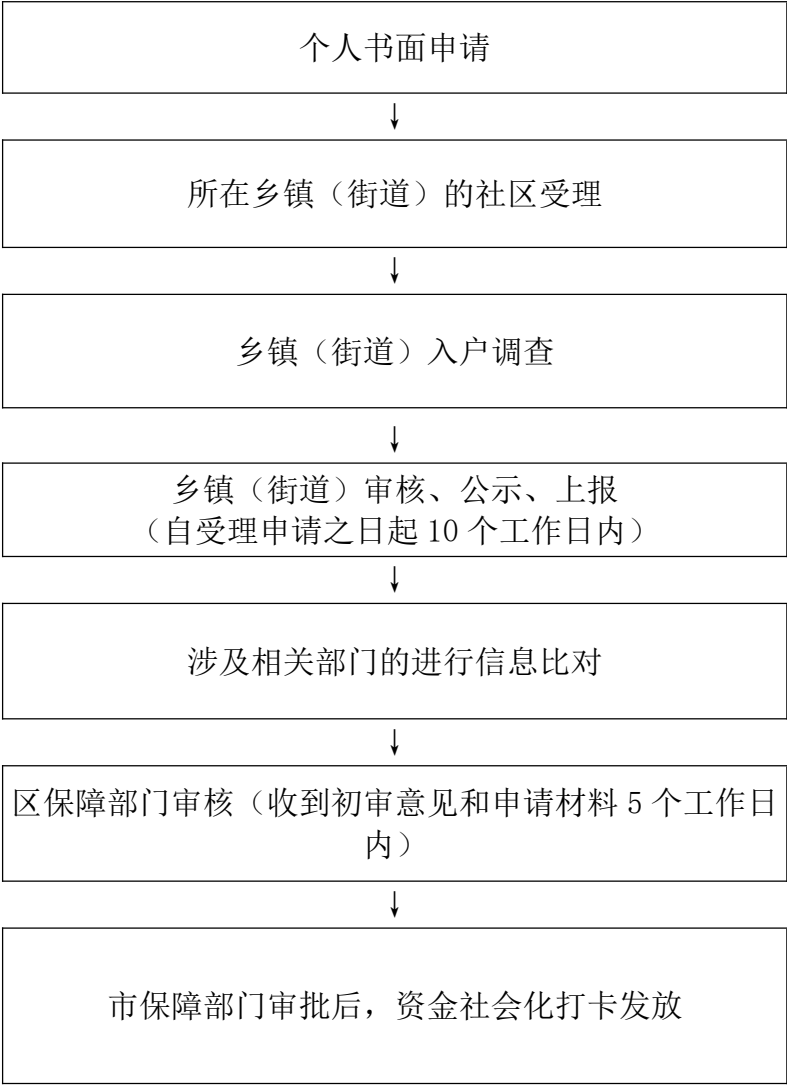 个人书面申请
↓
所在乡镇（街道）的社区受理
↓
乡镇（街道）入户调查
↓
乡镇（街道）审核、公示、上报
（自受理申请之日起 10 个工作日内）
↓
涉及相关部门的进行信息比对
↓
区保障部门审核（收到初审意见和申请材料 5 个工作日
内）
↓
市保障部门审批后，资金社会化打卡发放